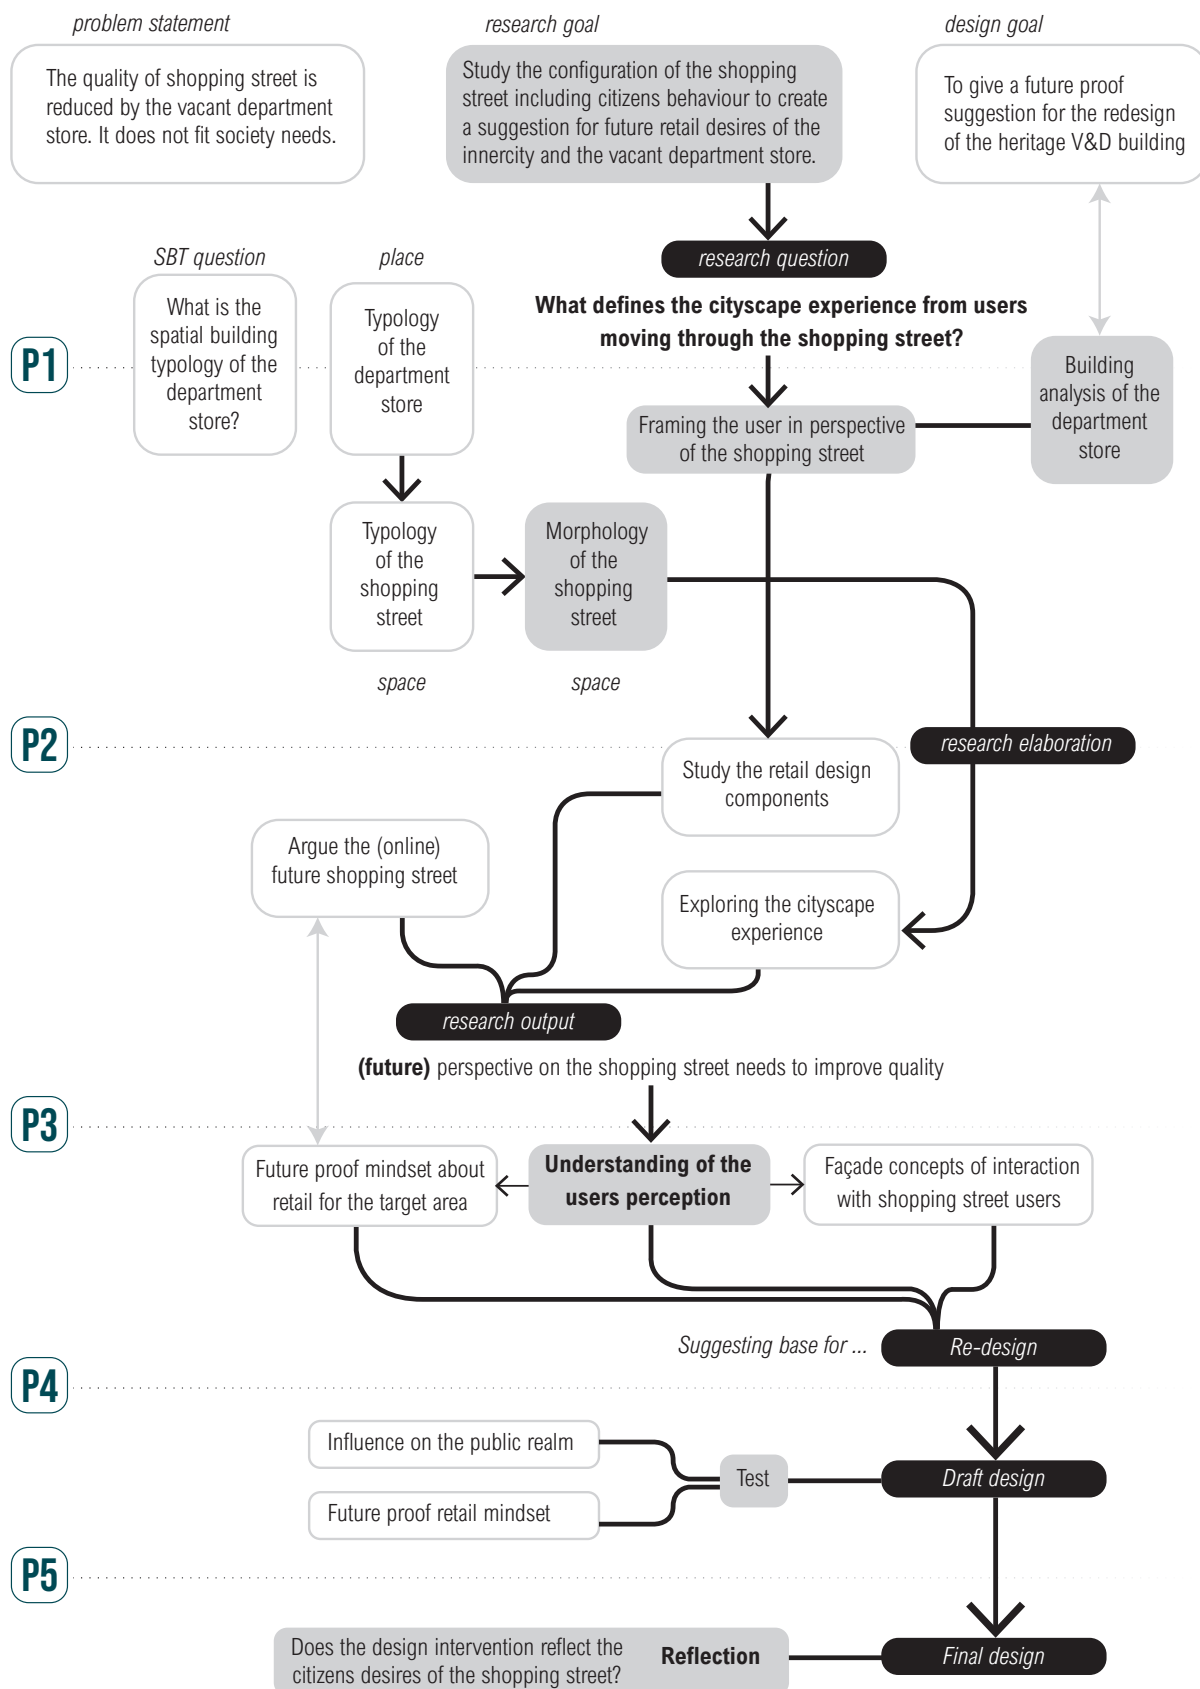 problem statement
The quality of shopping street is
reduced by the vacant department
store. It does not fit society needs.
research goal
Study the configuration of the shopping
street including citizens behaviour to create
a suggestion for future retail desires of the
innercity and the vacant department store.
design goal
To give a future proof
suggestion for the redesign
of the heritage V&D building
research question
What defines the cityscape experience from users
moving through the shopping street?
SBT question
What is the
spatial building
typology of the
department
store?
place
Typology
of the
department
store
P1
Framing the user in perspective
of the shopping street
Building
analysis of the
department
store
Typology
of the
shopping
street
space
Morphology
of the
shopping
street
space
P2
research elaboration
Study the retail design
components
Argue the (online)
future shopping street
Exploring the cityscape
experience
research output
(future) perspective on the shopping street needs to improve quality
P3
Future proof mindset about
retail for the target area
Understanding of the
users perception
Façade concepts of interaction
with shopping street users
Suggesting base for ...
Re-design
P4
Influence on the public realm
Future proof retail mindset
Test
Draft design
P5
Does the design intervention reflect the
citizens desires of the shopping street?
Reflection
Final design